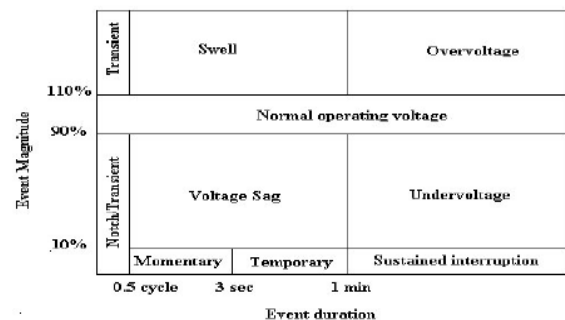 Transient
Swell
Overvoltage
110%
Normal operating voltage
90%
Event Magnitude
Notch/Transient
Voltage Sag
Undervoltage
10%
Momentary
Temporary
Sustained interruption
0.5 cycle
3 sec
1 min
Event duration